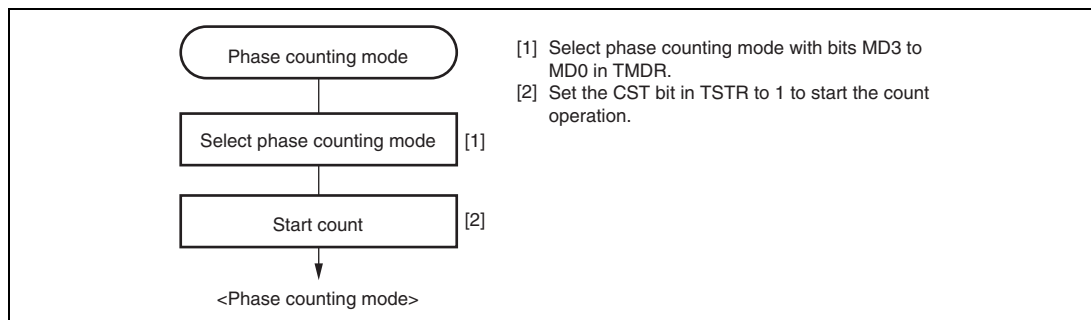 Phase counting mode
Select phase counting mode [1]
Start count [2]
<Phase counting mode>
[1] Select phase counting mode with bits MD3 to
MD0 in TMDR.
[2] Set the CST bit in TSTR to 1 to start the count
operation.